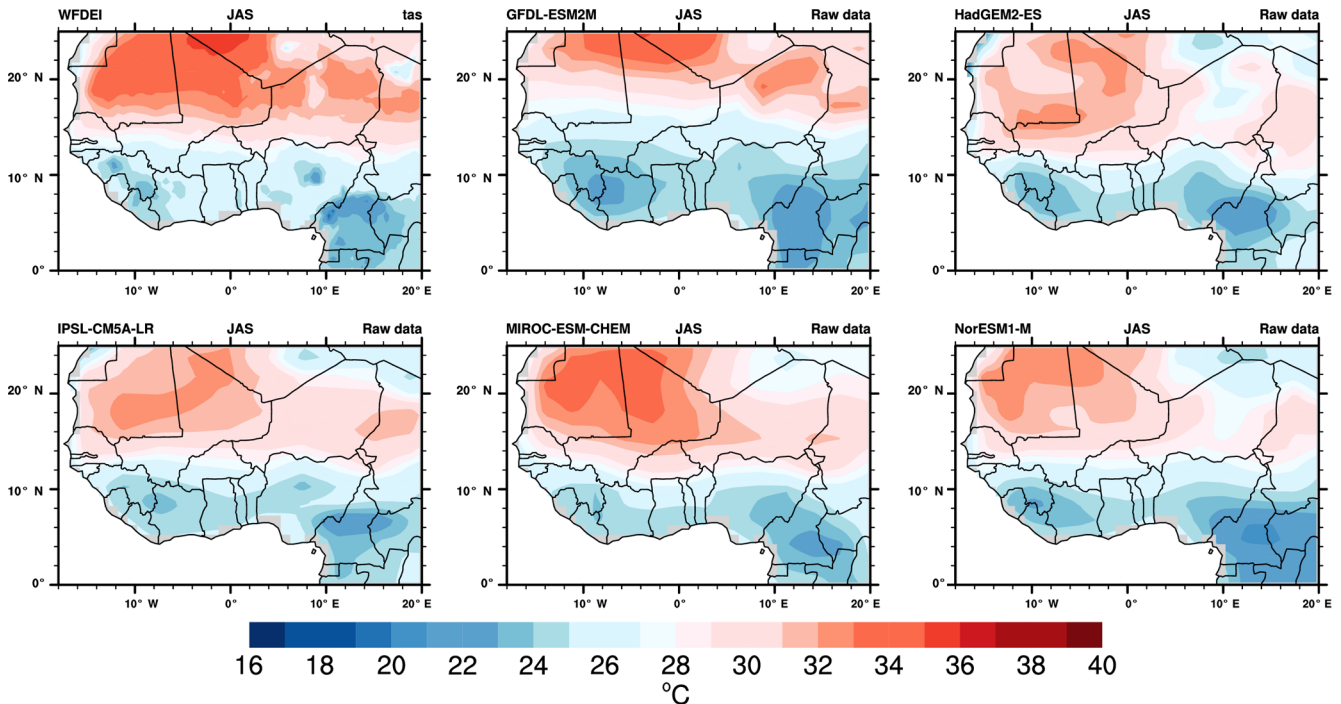 WFDEI JAS tas
GFDL-ESM2M JAS Raw data
HadGEM2-ES JAS Raw data
20° N
20° N
20° N
10° N
10° N
10° N
0°
0°
0°
10° W 0° 10° E 20° E
10° W 0° 10° E 20° E
10° W 0° 10° E 20° E
IPSL-CM5A-LR JAS Raw data
MIROC-ESM-CHEM JAS Raw data
NorESM1-M JAS Raw data
20° N
20° N
20° N
10° N
10° N
10° N
0°
0°
0°
10° W 0° 10° E 20° E
10° W 0° 10° E 20° E
10° W 0° 10° E 20° E
16 18 20 22 24 26 28 30 32 34 36 38 40
°C